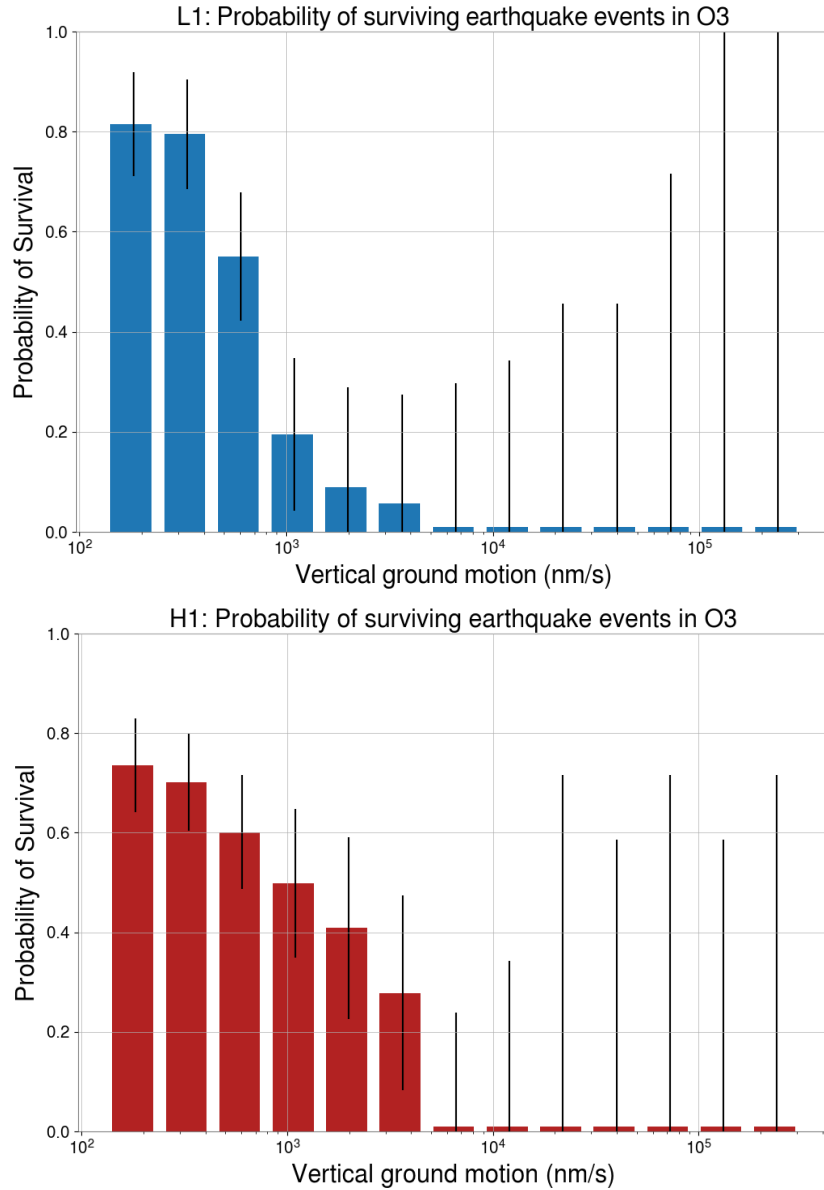 L1: Probability of surviving earthquake events in O3
Probability of Survival
1.0
0.8
0.6
0.4
0.2
0.0
10² 10³ 10⁴ 10⁵
Vertical ground motion (nm/s)
H1: Probability of surviving earthquake events in O3
Probability of Survival
1.0
0.8
0.6
0.4
0.2
0.0
10² 10³ 10⁴ 10⁵
Vertical ground motion (nm/s)